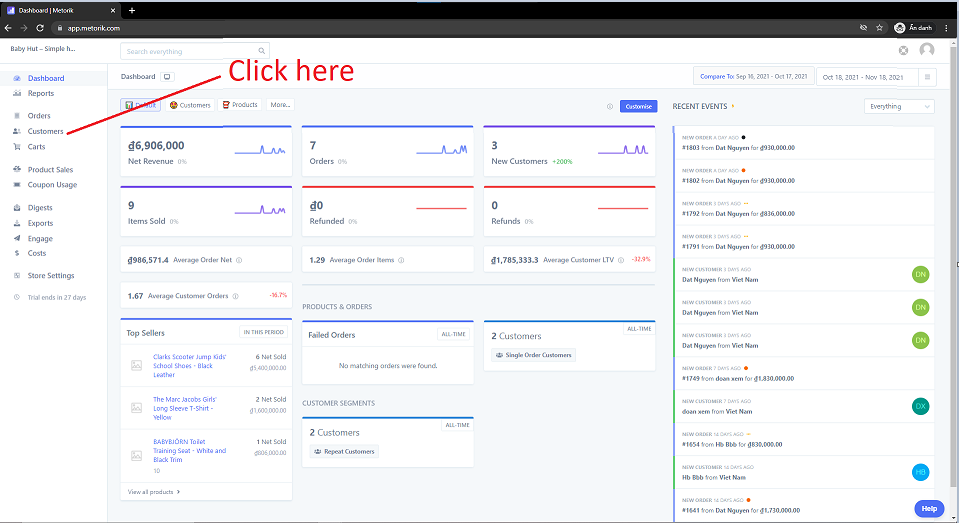 Dashboard | Metorik
app.metorik.com
Ẩn danh
Baby Hut – Simple h...
Search everything
Click here
Dashboard
Reports
Orders
Customers
Carts
Product Sales
Coupon Usage
Digests
Exports
Engage
Costs
Store Settings
Trial ends in 27 days
Dashboard
Compare To: Sep 16, 2021 - Oct 17, 2021
Oct 18, 2021 - Nov 18, 2021
Default
Customers
Products
More...
Customise
₫6,906,000
Net Revenue 0%
7
Orders 0%
3
New Customers +200%
9
Items Sold 0%
₫0
Refunded 0%
0
Refunds 0%
₫986,571.4 Average Order Net
1.29 Average Order Items
₫1,785,333.3 Average Customer LTV -32.9%
1.67 Average Customer Orders -16.7%
Top Sellers
IN THIS PERIOD
Clarks Scooter Jump Kids'
School Shoes - Black
Leather
6 Net Sold
₫5,400,000.00
The Marc Jacobs Girls'
Long Sleeve T-Shirt -
Yellow
2 Net Sold
₫1,600,000.00
BABYBJÖRN Toilet
Training Seat - White and
Black Trim
10
1 Net Sold
₫806,000.00
View all products
PRODUCTS & ORDERS
Failed Orders
ALL-TIME
No matching orders were found.
ALL-TIME
2 Customers
Single Order Customers
CUSTOMER SEGMENTS
ALL-TIME
2 Customers
Repeat Customers
RECENT EVENTS
Everything
NEW ORDER A DAY AGO
#1803 from Dat Nguyen for ₫930,000.00
NEW ORDER A DAY AGO
#1802 from Dat Nguyen for ₫930,000.00
NEW ORDER 3 DAYS AGO
#1792 from Dat Nguyen for ₫836,000.00
NEW ORDER 3 DAYS AGO
#1791 from Dat Nguyen for ₫930,000.00
NEW CUSTOMER 3 DAYS AGO
Dat Nguyen from Viet Nam
DN
NEW CUSTOMER 3 DAYS AGO
Dat Nguyen from Viet Nam
DN
NEW CUSTOMER 3 DAYS AGO
Dat Nguyen from Viet Nam
DN
NEW ORDER 7 DAYS AGO
#1749 from doan xem for ₫1,830,000.00
NEW CUSTOMER 7 DAYS AGO
doan xem from Viet Nam
DX
NEW ORDER 14 DAYS AGO
#1654 from Hb Bbb for ₫830,000.00
NEW CUSTOMER 14 DAYS AGO
Hb Bbb from Viet Nam
HB
NEW ORDER 14 DAYS AGO
#1641 from Dat Nguyen for ₫1,730,000.00
Help